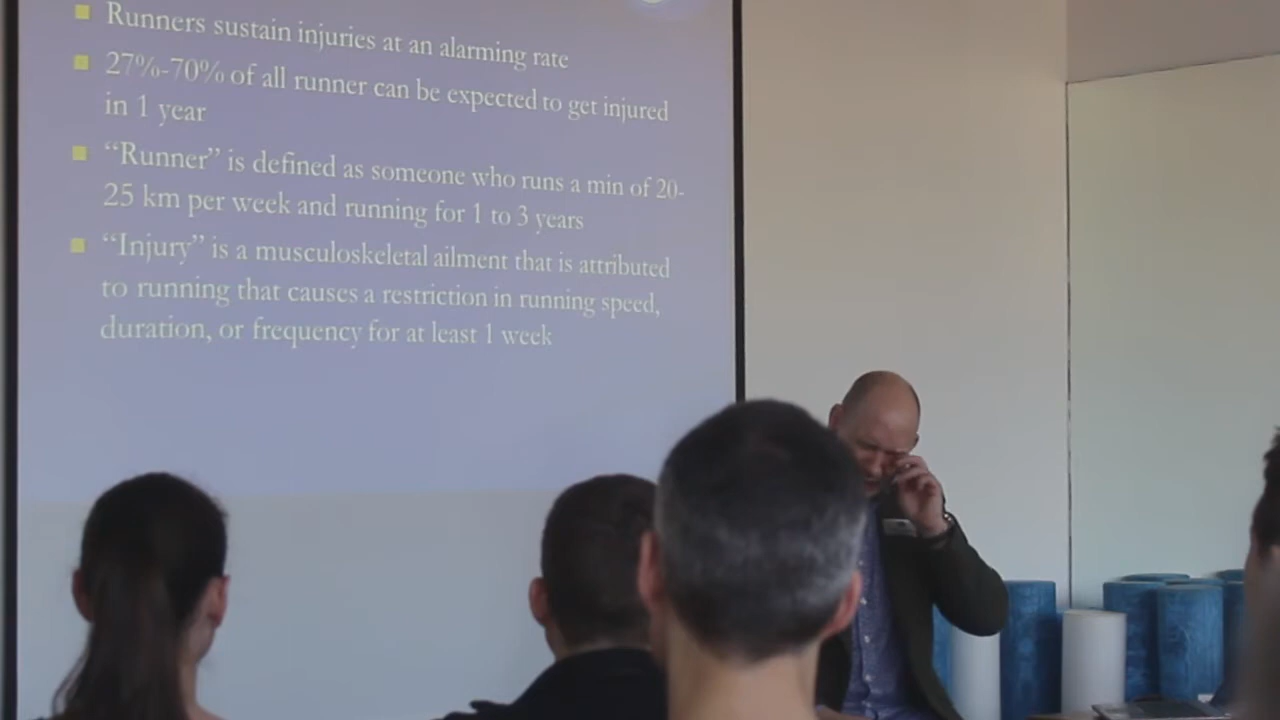 Runners sustain injuries at an alarming rate
27%-70% of all runner can be expected to get injured
in 1 year
“Runner” is defined as someone who runs a min of 20-
25 km per week and running for 1 to 3 years
“Injury” is a musculoskeletal ailment that is attributed
to running that causes a restriction in running speed,
duration, or frequency for at least 1 week